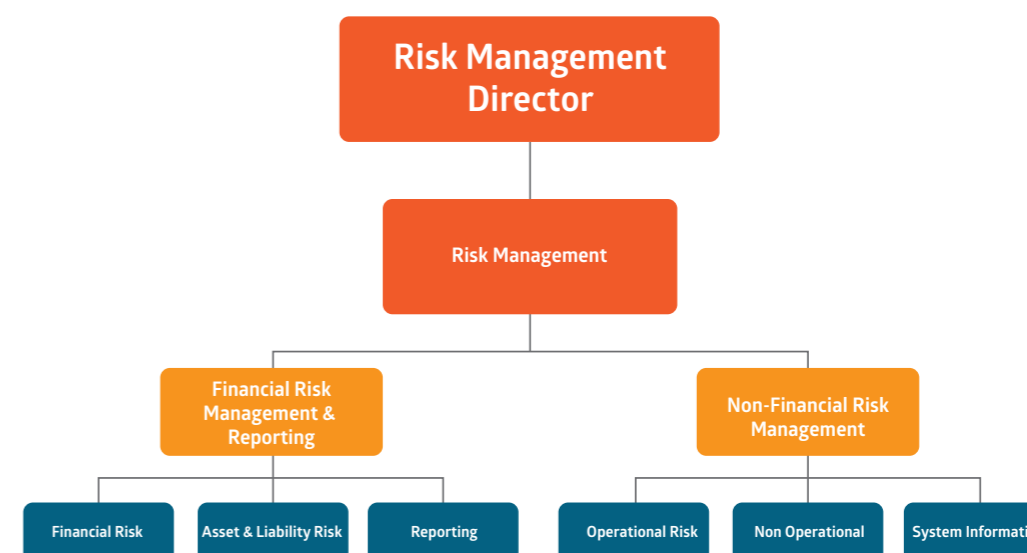 Risk Management
Director
Risk Management
Financial Risk
Management &
Reporting
Non-Financial Risk
Management
Financial Risk
Asset & Liability Risk
Reporting
Operational Risk
Non Operational
System